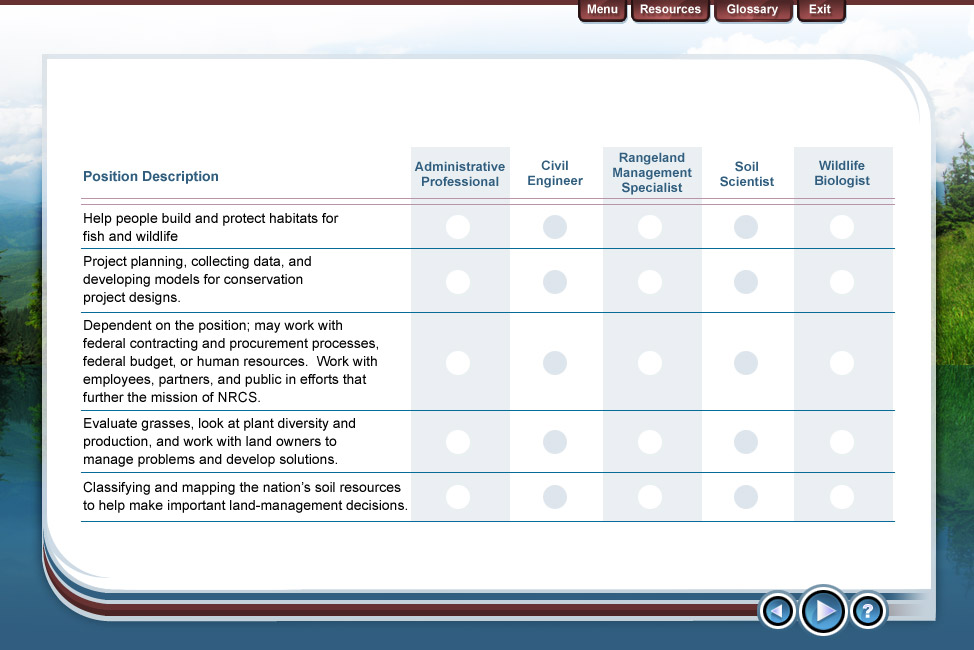 Menu Resources Glossary Exit
Position Description
Administrative
Professional
Civil
Engineer
Rangeland
Management
Specialist
Soil
Scientist
Wildlife
Biologist
Help people build and protect habitats for
fish and wildlife
Project planning, collecting data, and
developing models for conservation
project designs.
Dependent on the position; may work with
federal contracting and procurement processes,
federal budget, or human resources.  Work with
employees, partners, and public in efforts that
further the mission of NRCS.
Evaluate grasses, look at plant diversity and
production, and work with land owners to
manage problems and develop solutions.
Classifying and mapping the nation's soil resources
to help make important land-management decisions.
?